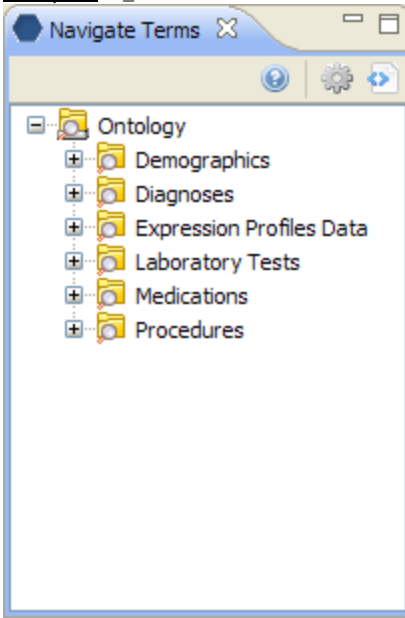 Navigate Terms
Ontology
Demographics
Diagnoses
Expression Profiles Data
Laboratory Tests
Medications
Procedures